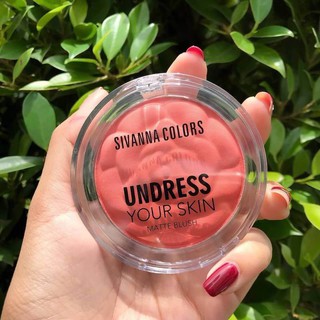 SIVANNA COLORS
UNDRESS
YOUR SKIN
MATTE BLUSH